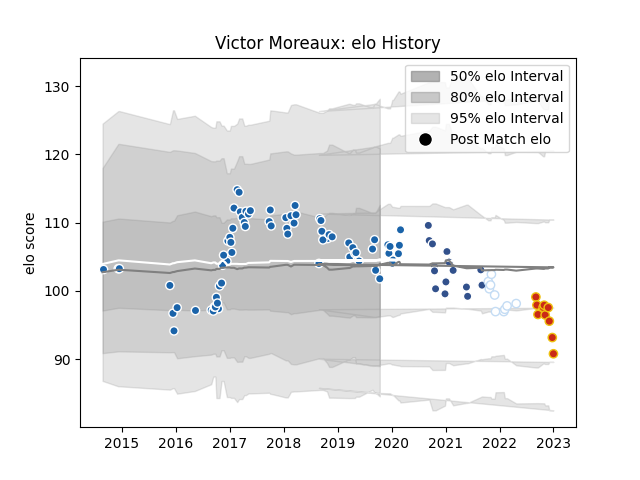 Victor Moreaux: elo History
130
120
110
100
90
elo score
50% elo Interval
80% elo Interval
95% elo Interval
Post Match elo
2015 2016 2017 2018 2019 2020 2021 2022 2023